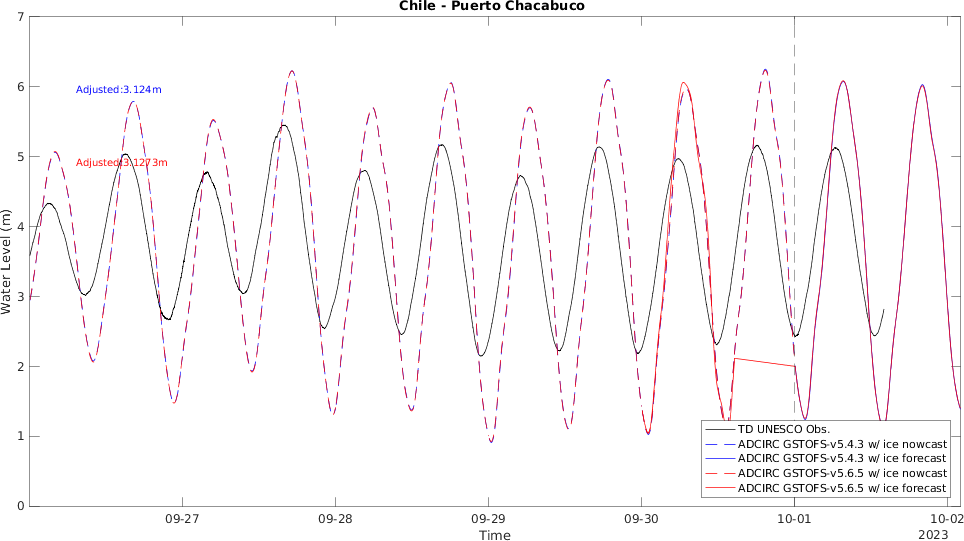 Chile - Puerto Chacabuco
7
6
5
4
3
2
1
0
Water Level (m)
Adjusted:3.124m
Adjusted:3.1273m
TD UNESCO Obs.
ADCIRC GSTOFS-v5.4.3 w/ ice nowcast
ADCIRC GSTOFS-v5.4.3 w/ ice forecast
ADCIRC GSTOFS-v5.6.5 w/ ice nowcast
ADCIRC GSTOFS-v5.6.5 w/ ice forecast
09-27 09-28 09-29 09-30 10-01 10-02
Time 2023